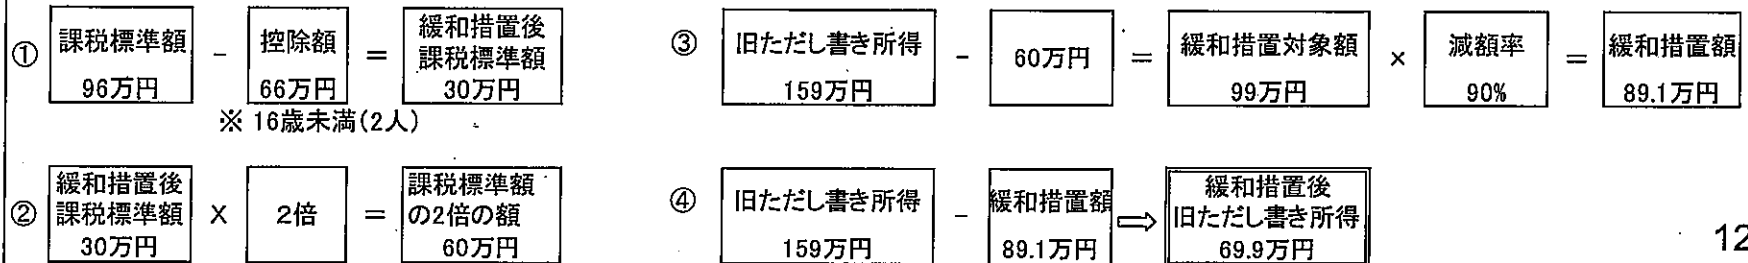 ① 課税標準額 96万円 － 控除額 66万円 ＝ 緩和措置後 課税標準額 30万円
※ 16歳未満(2人)
② 緩和措置後 課税標準額 30万円 × 2倍 ＝ 課税標準額 の2倍の額 60万円
③ 旧ただし書き所得 159万円 － 60万円 ＝ 緩和措置対象額 99万円 × 減額率 90% ＝ 緩和措置額 89.1万円
④ 旧ただし書き所得 159万円 － 緩和措置額 89.1万円 ⇨ 緩和措置後 旧ただし書き所得 69.9万円
12